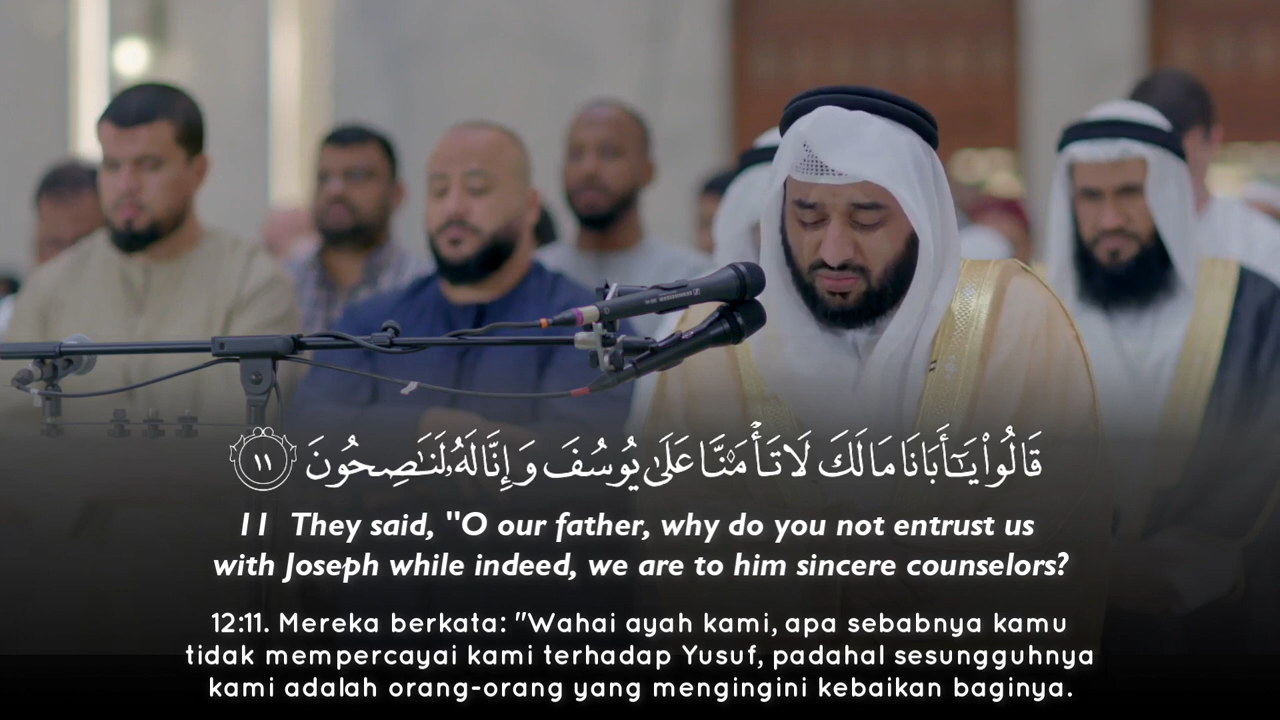 قَالُوا۟ يَـٰٓأَبَانَا مَا لَكَ لَا تَأْمَ۫نَّا عَلَىٰ يُوسُفَ وَإِنَّا لَهُۥ لَنَـٰصِحُونَ ١١
11 They said, "O our father, why do you not entrust us
with Joseph while indeed, we are to him sincere counselors?
12:11. Mereka berkata: "Wahai ayah kami, apa sebabnya kamu
tidak mempercayai kami terhadap Yusuf, padahal sesungguhnya
kami adalah orang-orang yang mengingini kebaikan baginya.